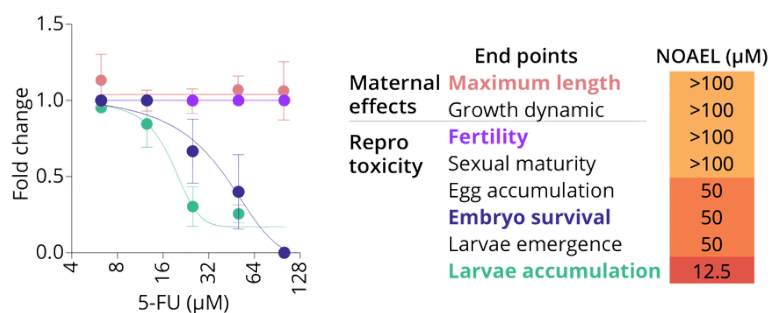 1.5
1.0
0.5
0.0
Fold change
4
8
16
32
64
128
5-FU (µM)
End points
NOAEL (µM)
Maternal effects
Maximum length
>100
Growth dynamic
>100
Repro toxicity
Fertility
>100
Sexual maturity
>100
Egg accumulation
50
Embryo survival
50
Larvae emergence
50
Larvae accumulation
12.5